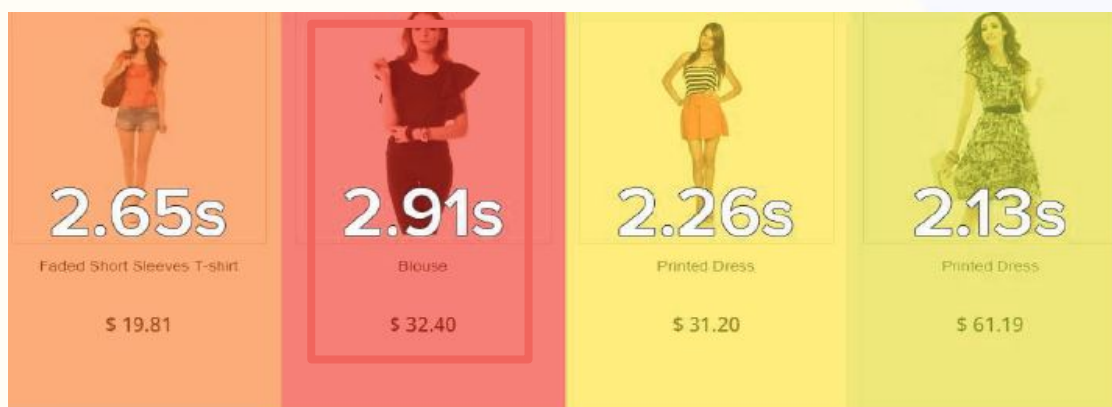 2.65s 2.91s 2.26s 2.13s
Faded Short Sleeves T-shirt Blouse Printed Dress Printed Dress
$ 19.81 $ 32.40 $ 31.20 $ 61.19